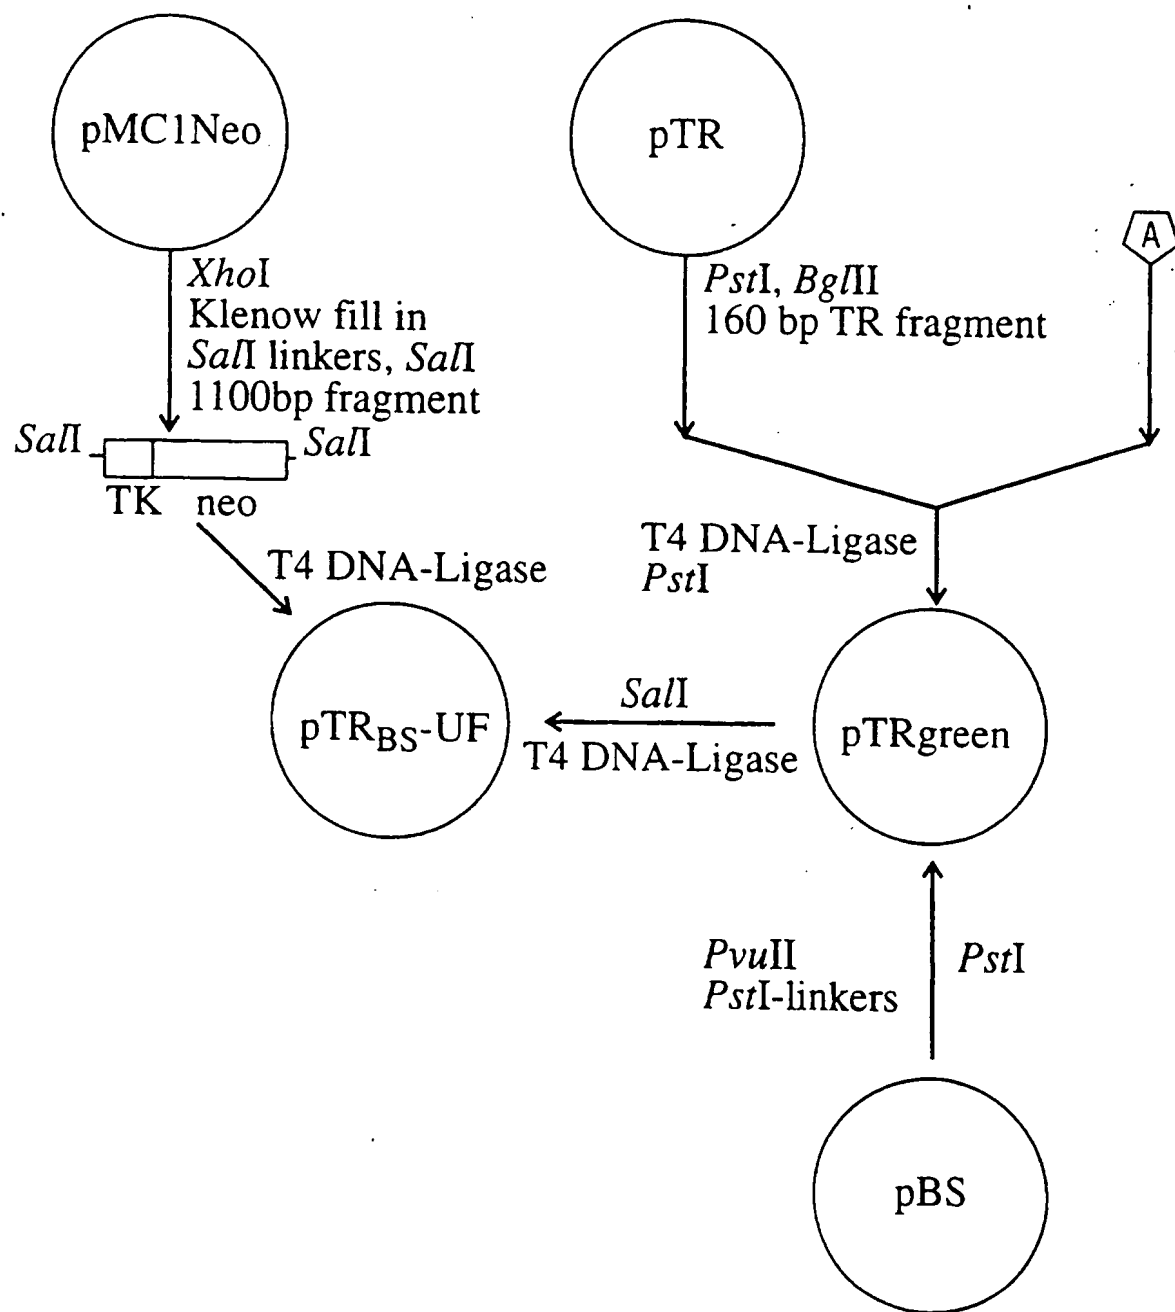 pMC1Neo
pTR
A
XhoI
Klenow fill in
SalI linkers, SalI
1100bp fragment
PstI, BglII
160 bp TR fragment
SalI
SalI
TK neo
T4 DNA-Ligase
T4 DNA-Ligase
PstI
pTRBS-UF
SalI
T4 DNA-Ligase
pTRgreen
PvuII
PstI-linkers
PstI
pBS